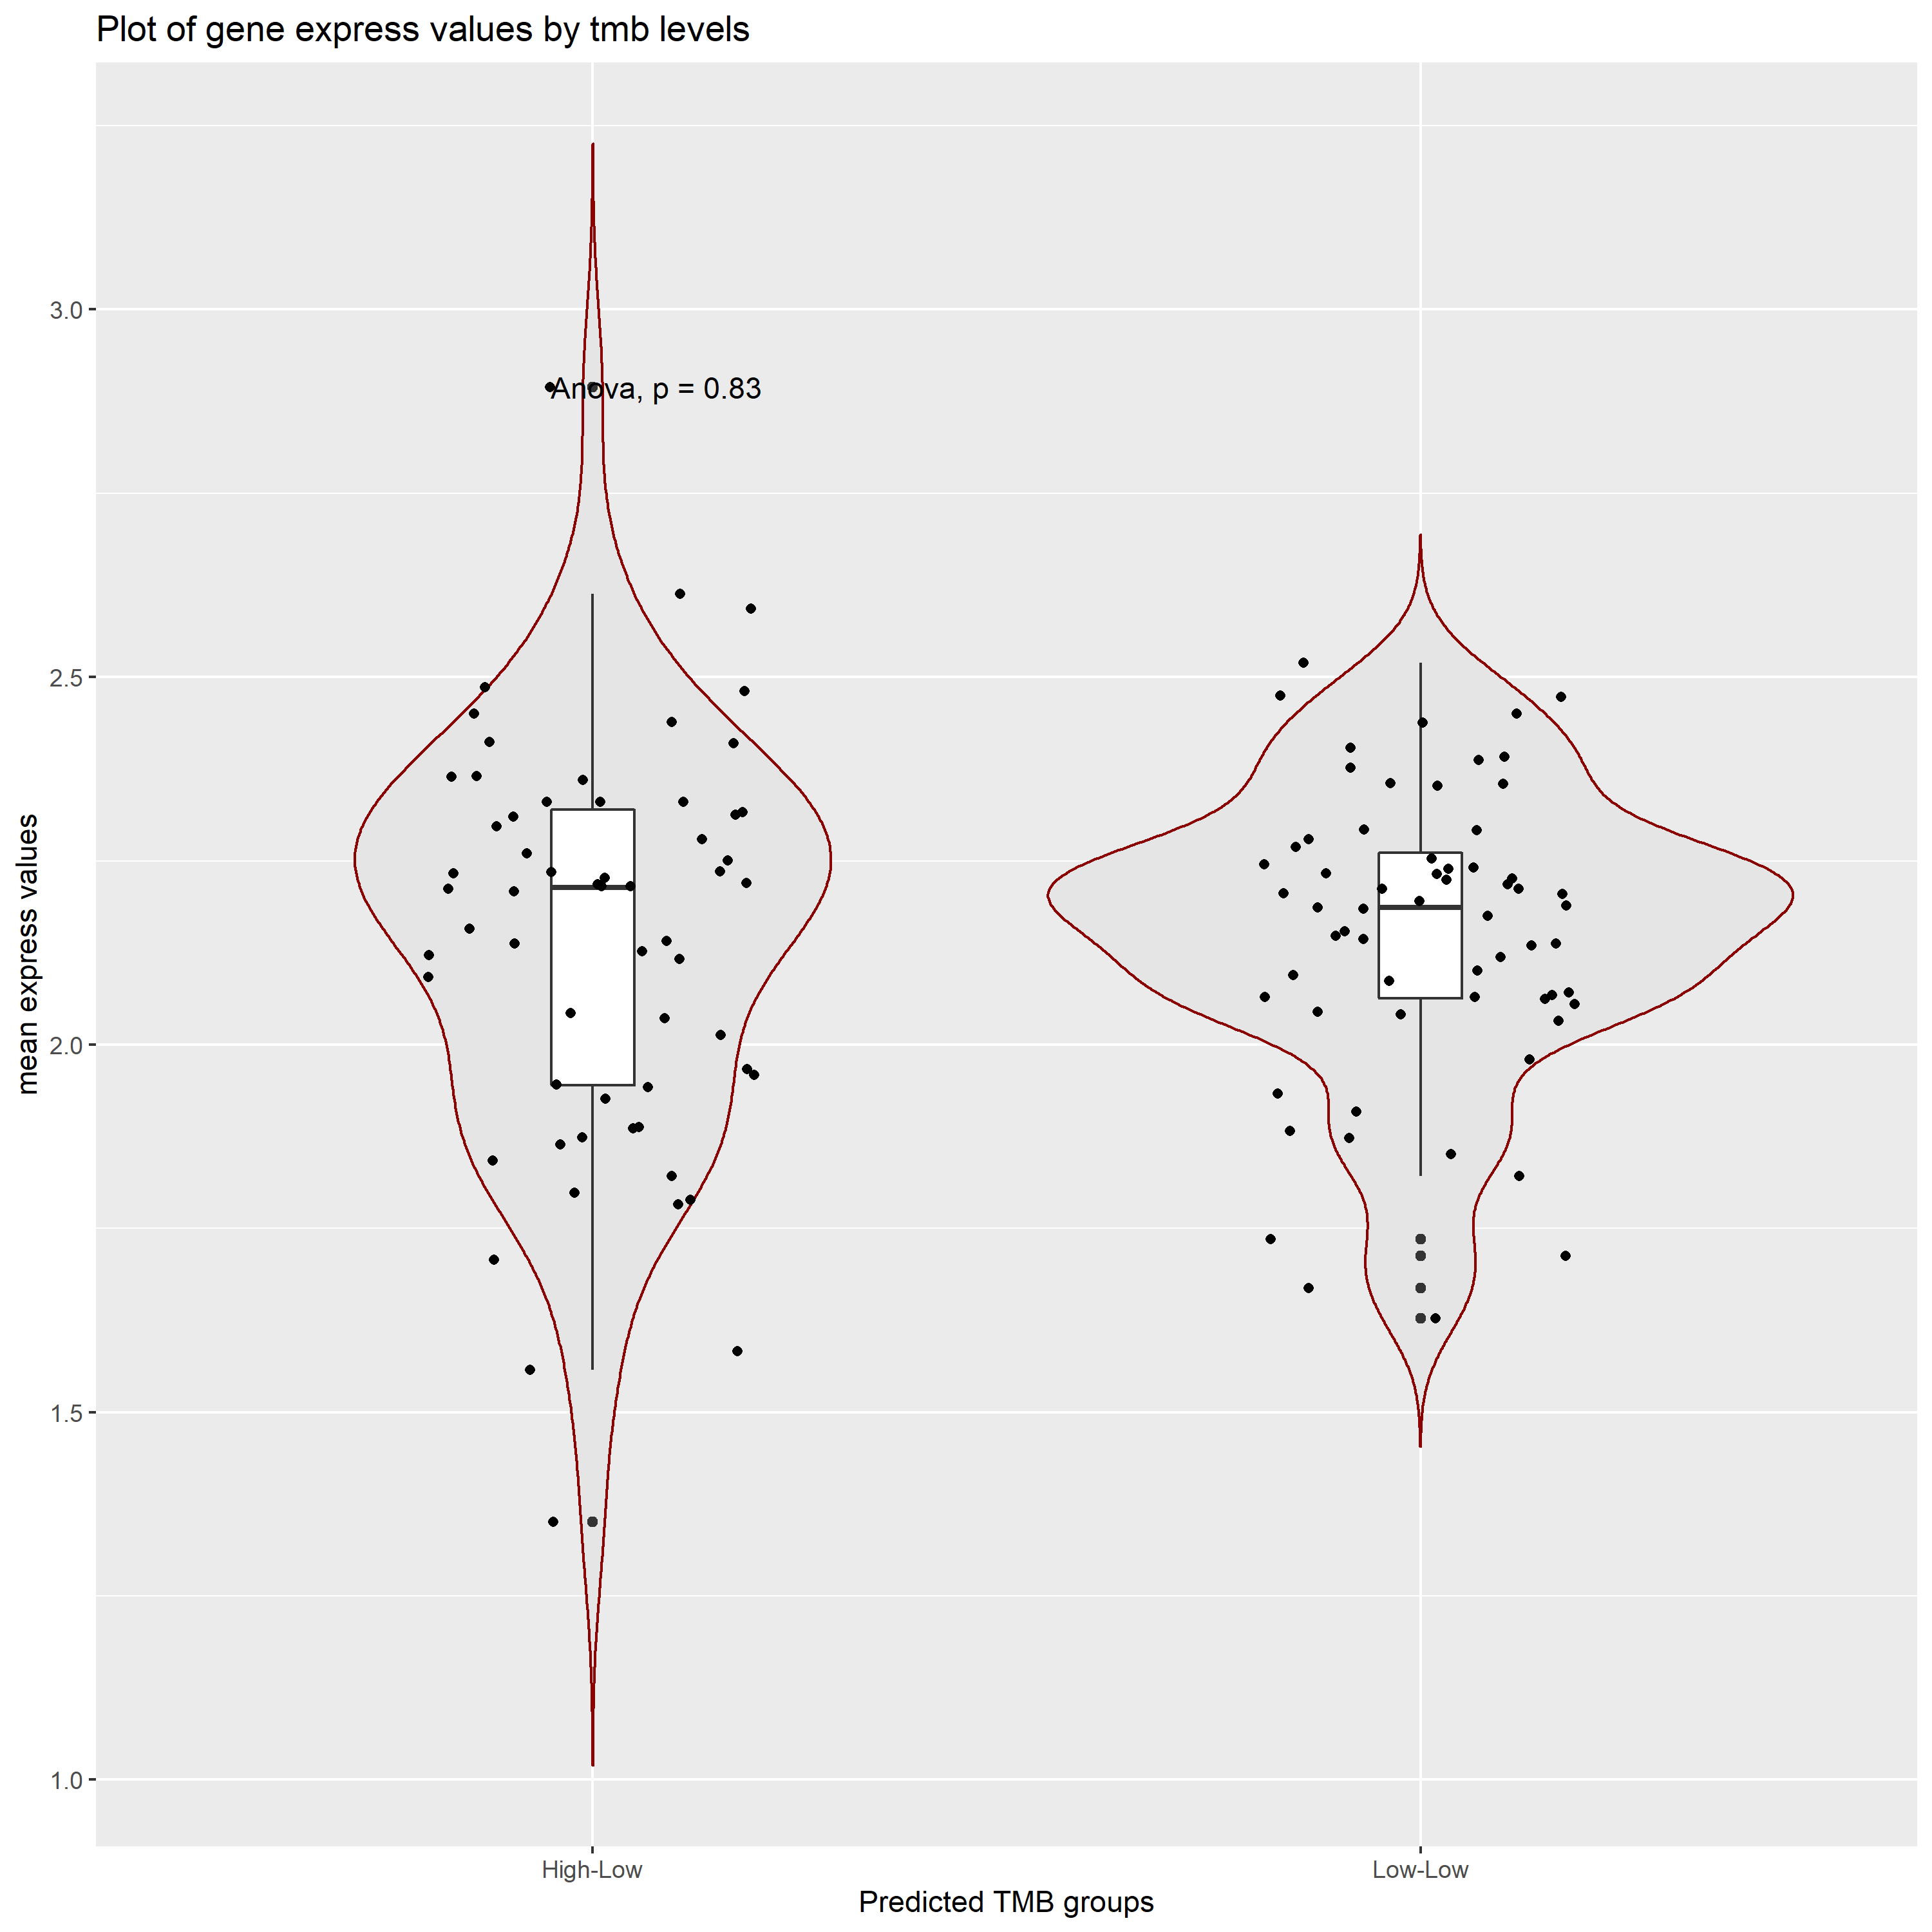 Plot of gene express values by tmb levels
mean express values
3.0
2.5
2.0
1.5
1.0
Anova, p = 0.83
High-Low
Low-Low
Predicted TMB groups